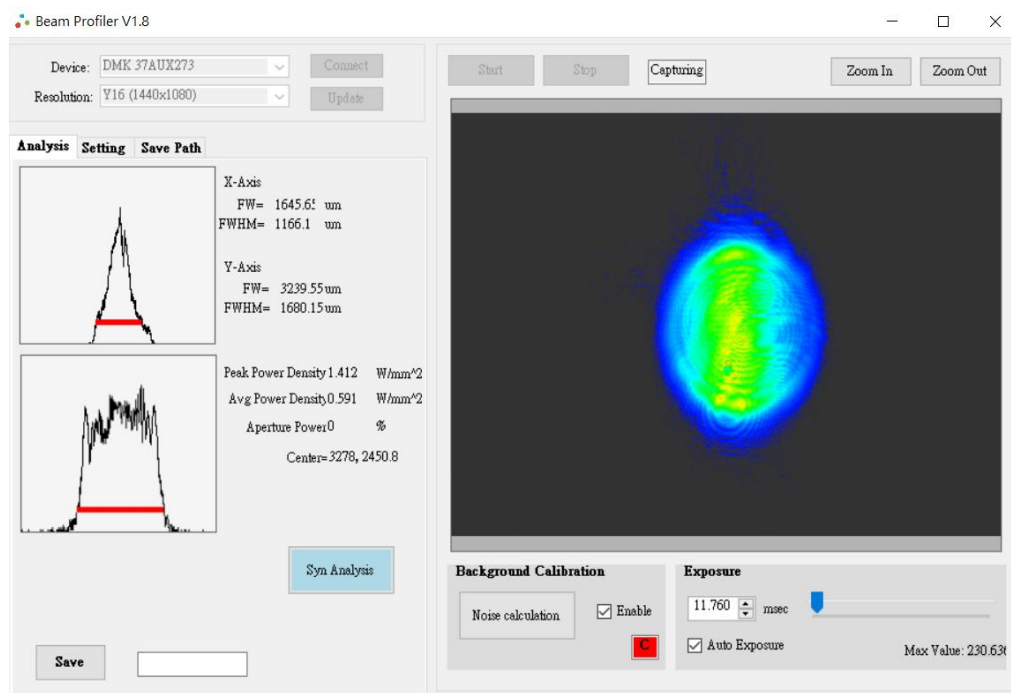 Beam Profiler V1.8
Device: DMK 37AUX273 Connect
Resolution: Y16 (1440x1080) Update
Start Stop Capturing Zoom In Zoom Out
Analysis Setting Save Path
X-Axis
FW= 1645.65 um
FWHM= 1166.1 um
Y-Axis
FW= 3239.55um
FWHM= 1680.15um
Peak Power Density 1.412 W/mm^2
Avg Power Density 0.591 W/mm^2
Aperture Power 0 %
Center= 3278, 2450.8
Syn Analysis
Save
Background Calibration
Noise calculation Enable
C
Exposure
11.760 msec
Auto Exposure Max Value: 230.636